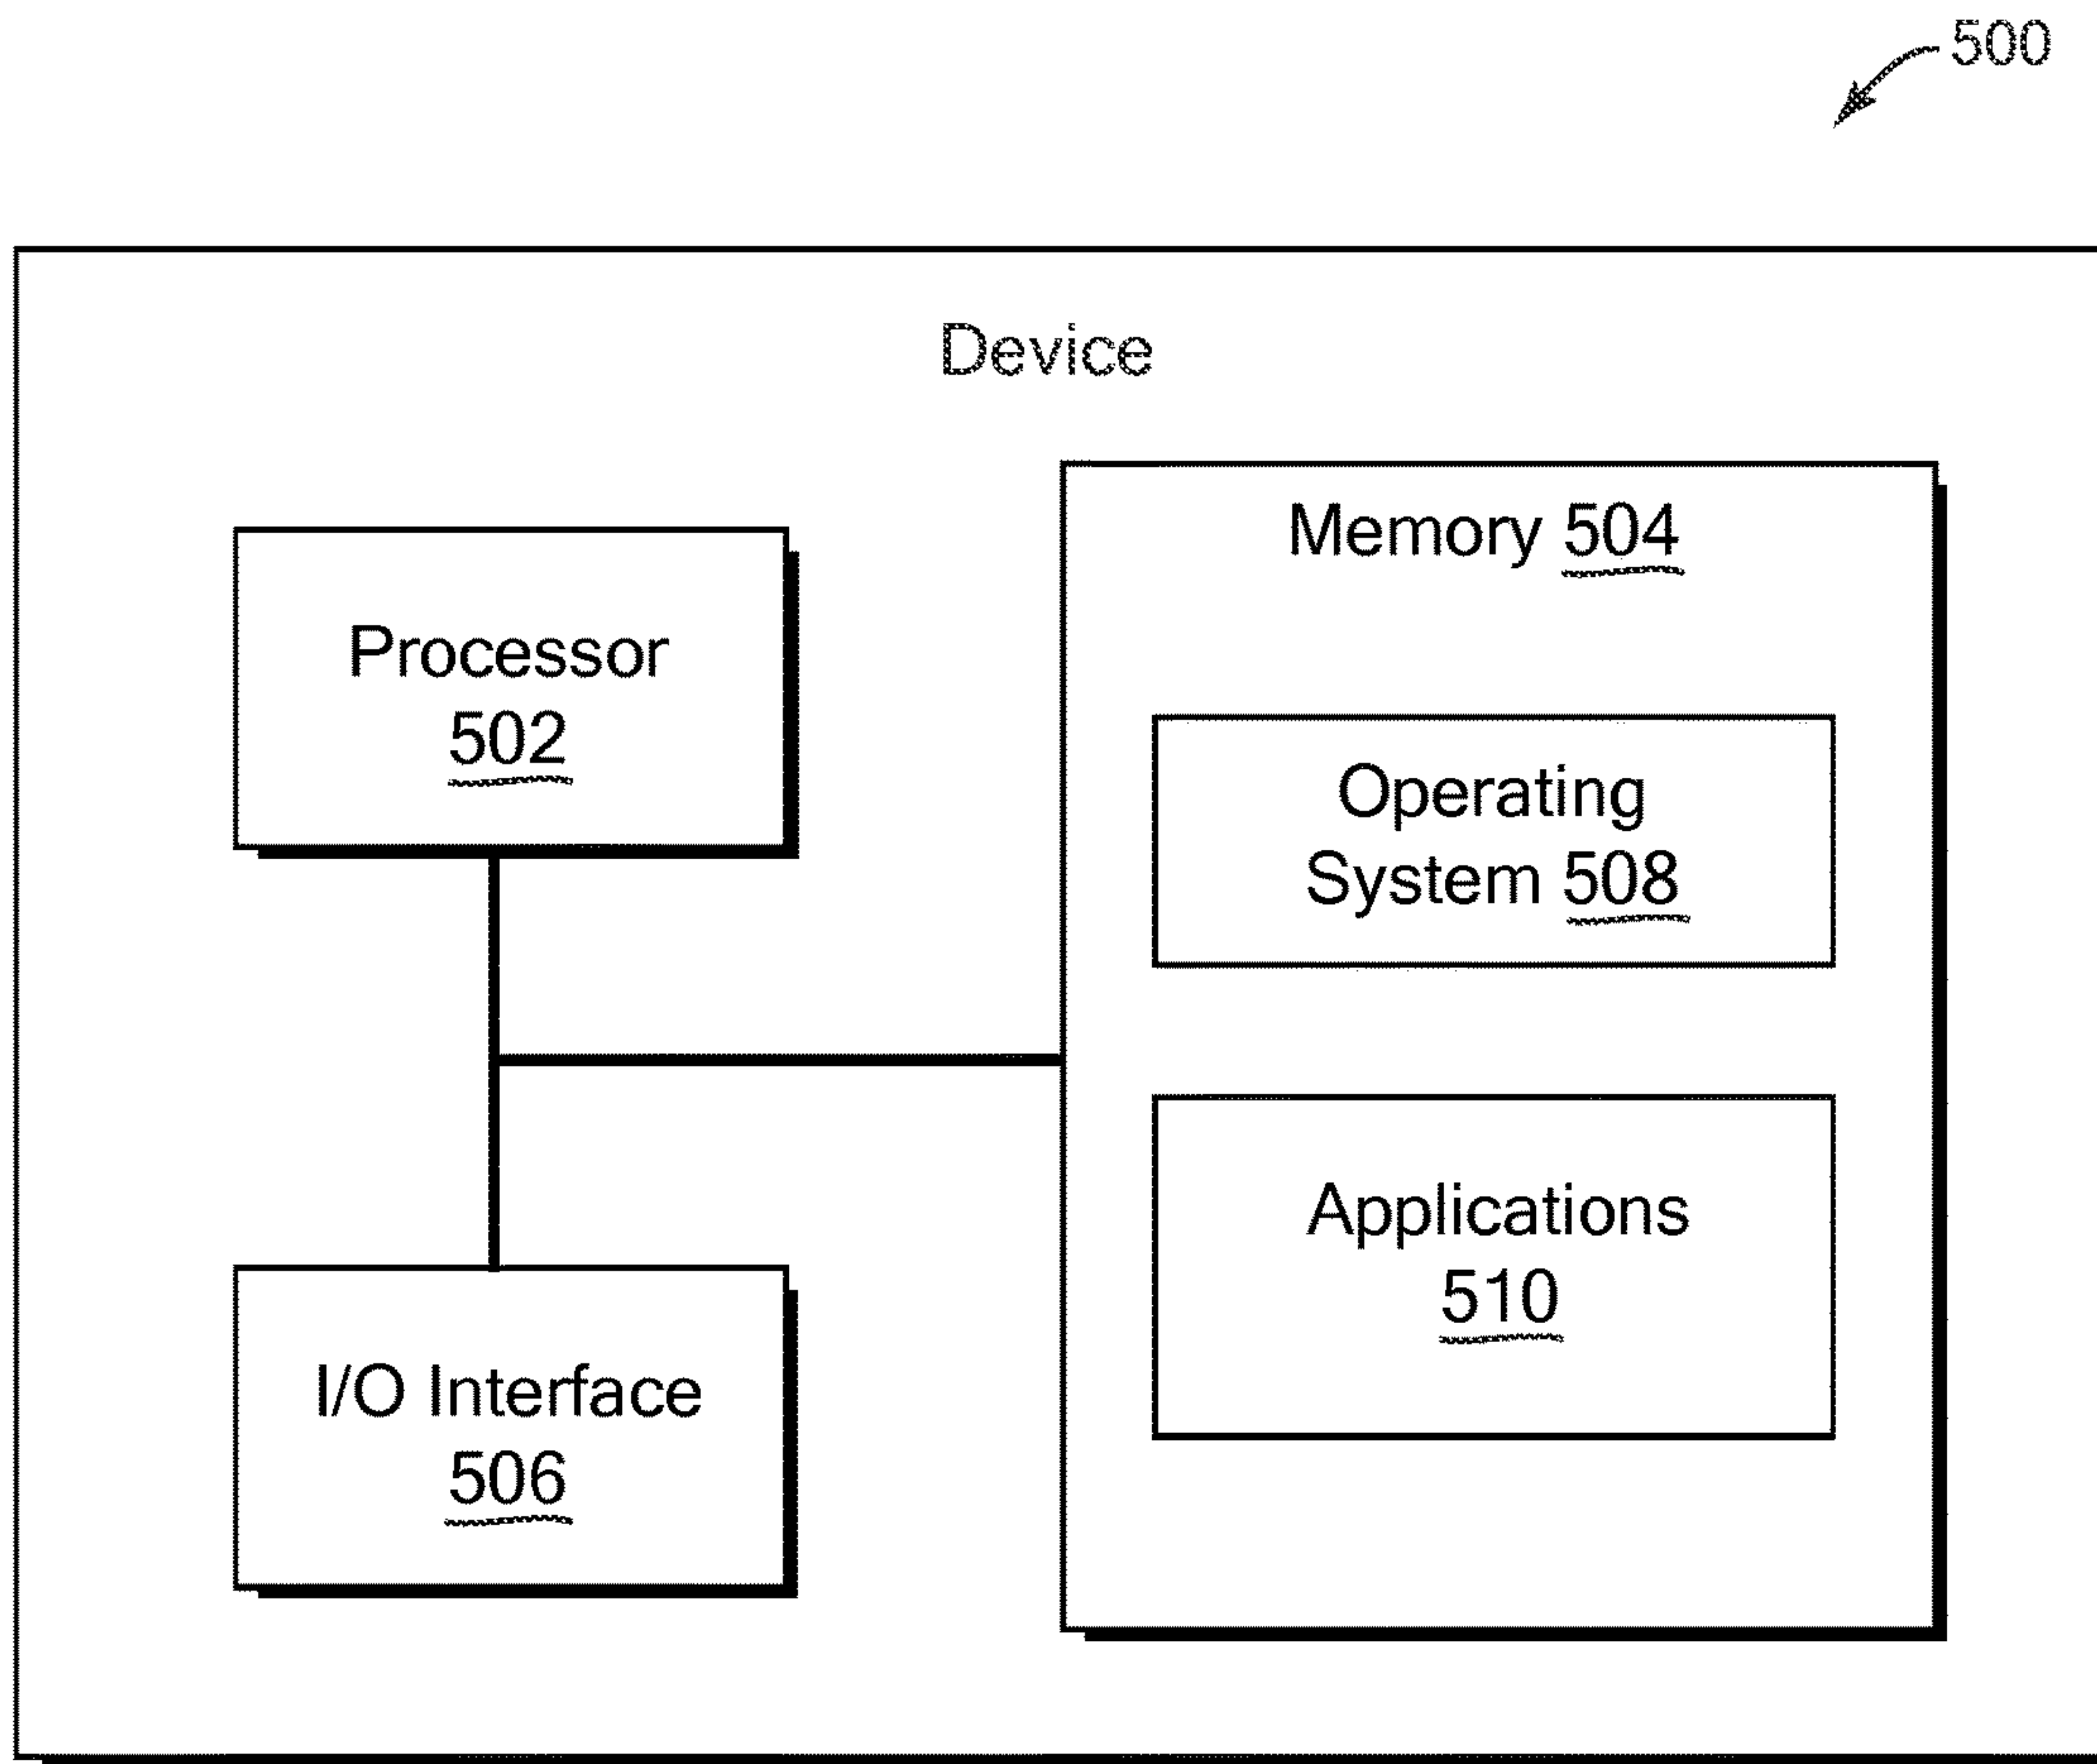 500
Device
Processor
502
Memory 504
Operating
System 508
Applications
510
I/O Interface
506